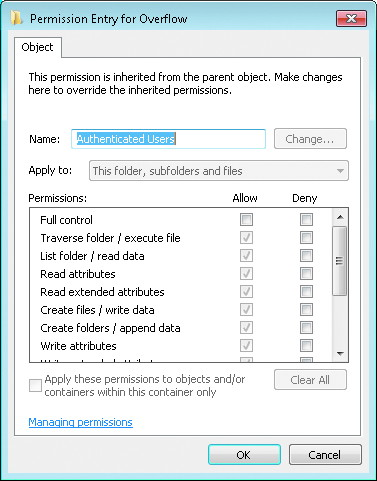 Permission Entry for Overflow
Object
This permission is inherited from the parent object. Make changes
here to override the inherited permissions.
Name: Authenticated Users Change...
Apply to: This folder, subfolders and files
Permissions: Allow Deny
Full control
Traverse folder / execute file
List folder / read data
Read attributes
Read extended attributes
Create files / write data
Create folders / append data
Write attributes
Apply these permissions to objects and/or
containers within this container only
Clear All
Managing permissions
OK Cancel